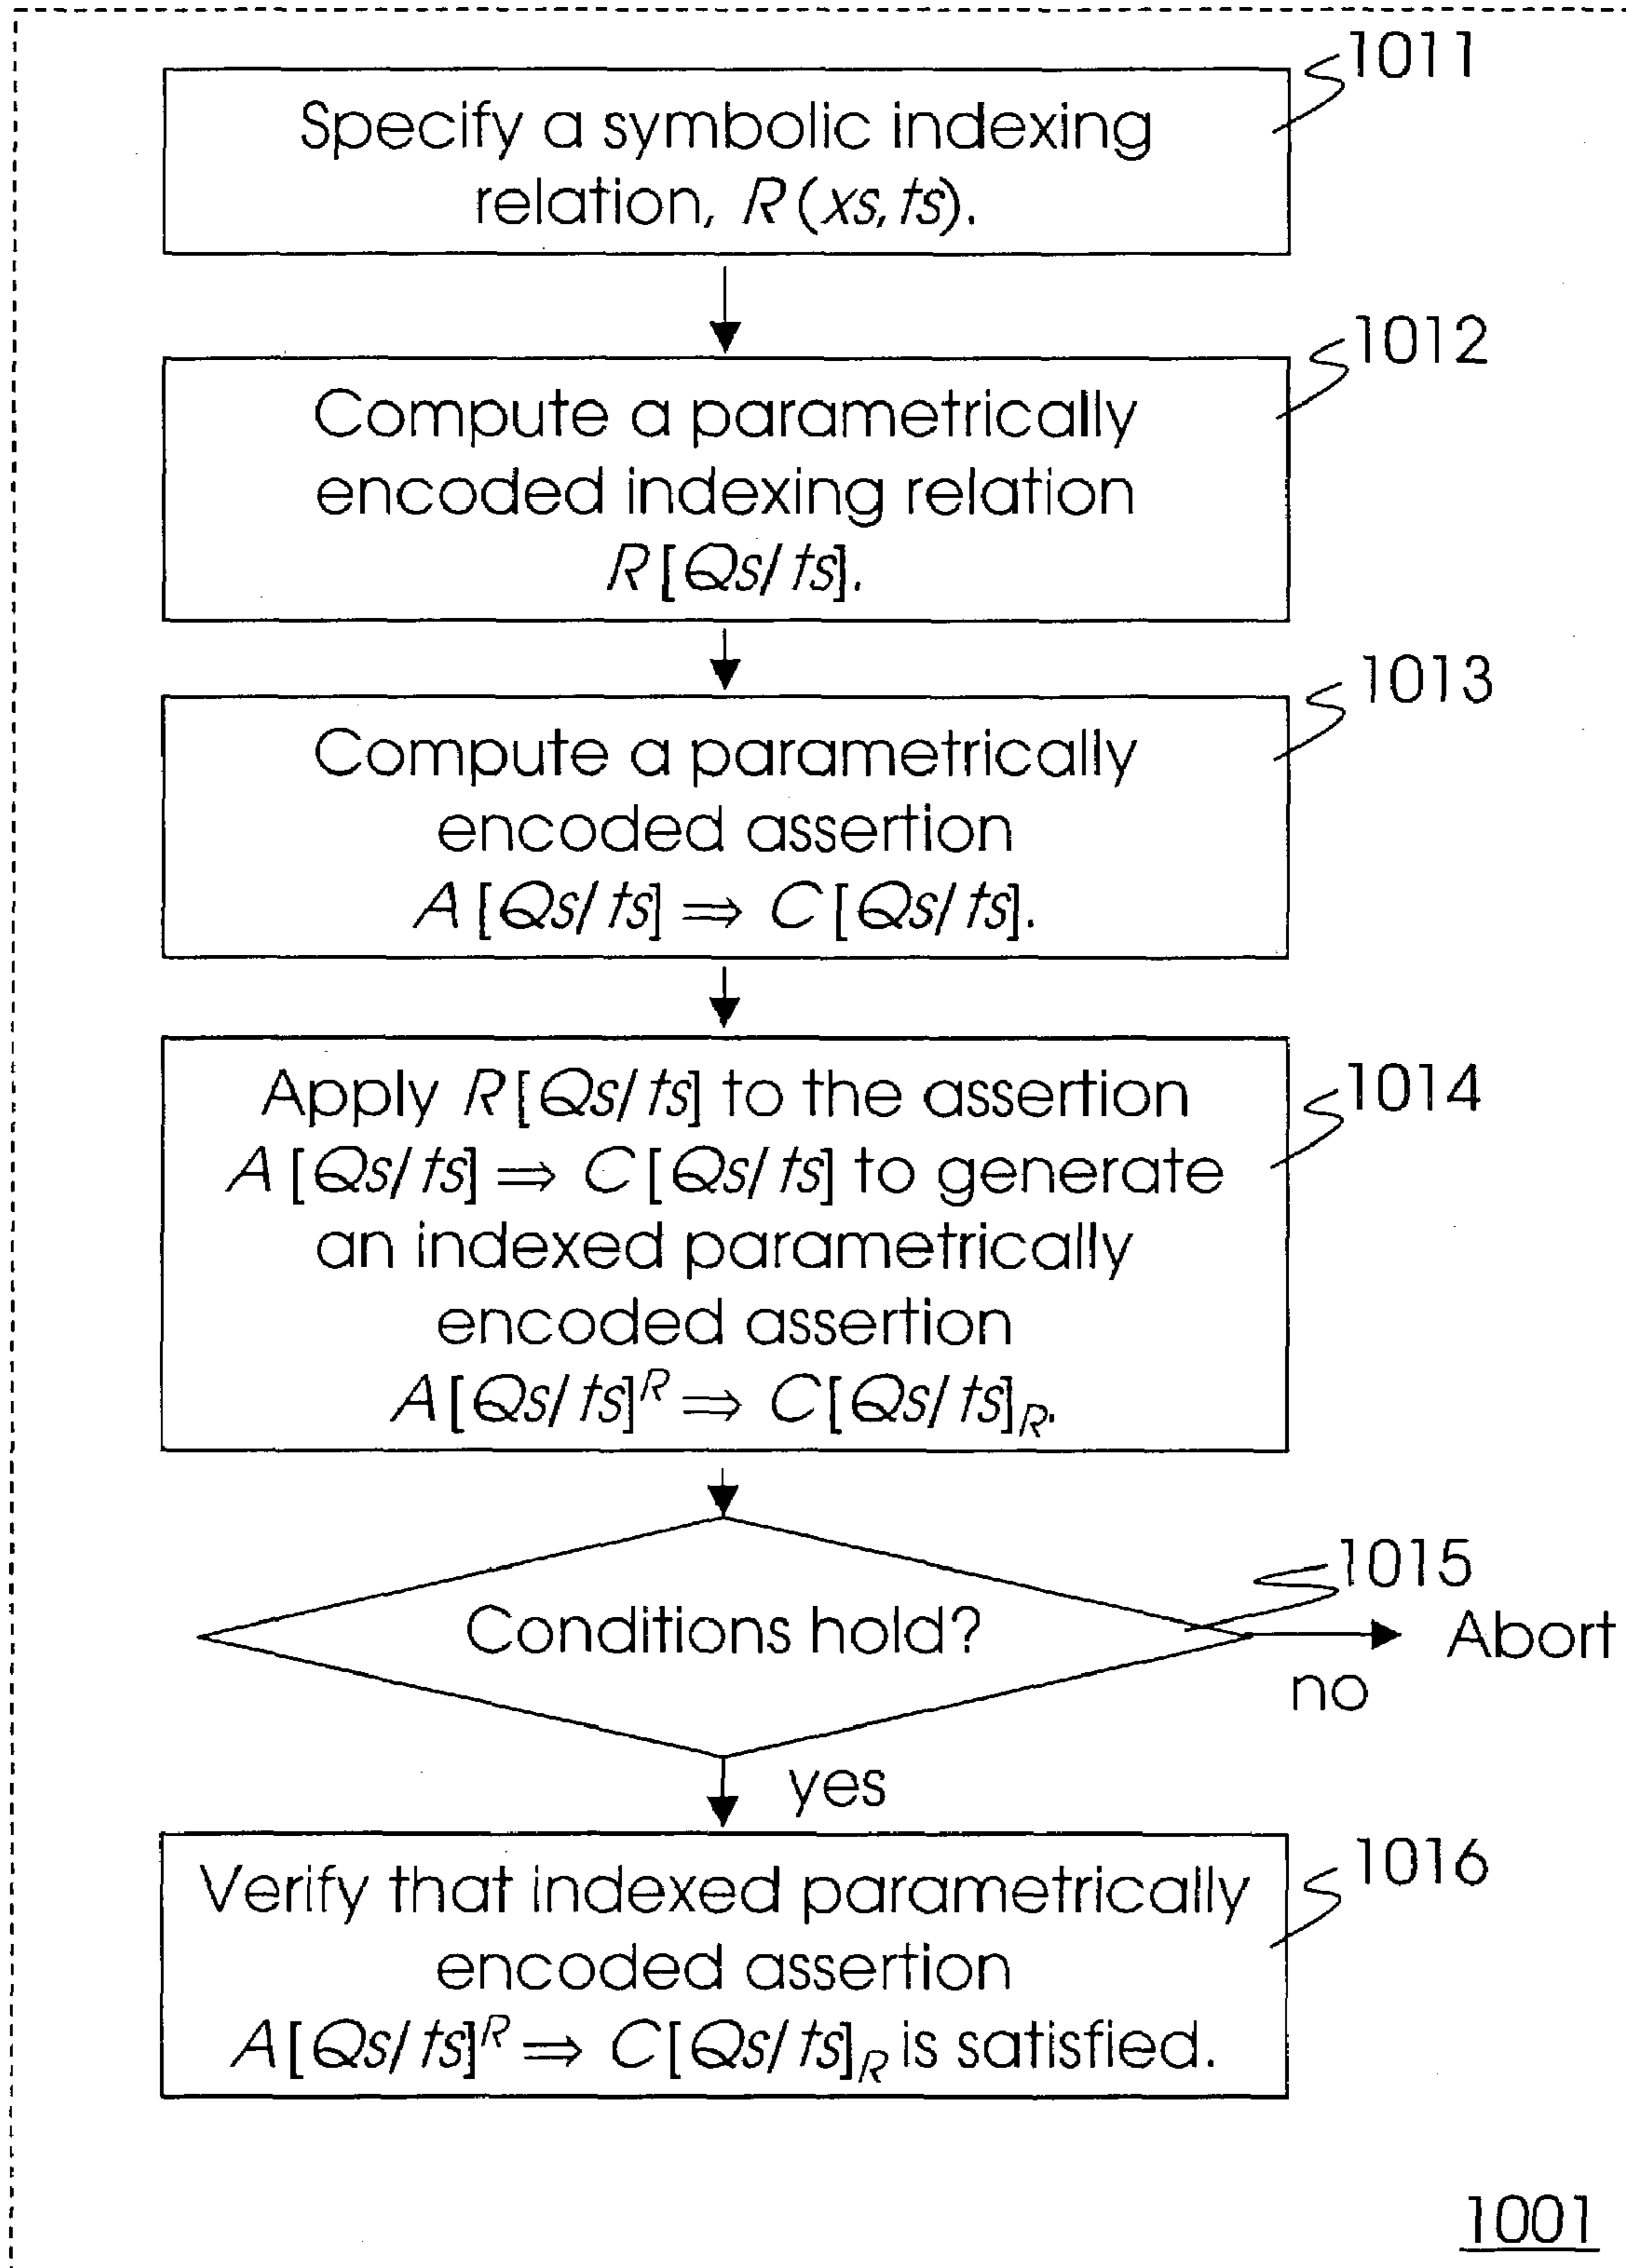 1011
Specify a symbolic indexing
relation, R(xs, ts).
1012
Compute a parametrically
encoded indexing relation
R[Qs/ts].
1013
Compute a parametrically
encoded assertion
A[Qs/ts] ⇒ C[Qs/ts].
1014
Apply R[Qs/ts] to the assertion
A[Qs/ts] ⇒ C[Qs/ts] to generate
an indexed parametrically
encoded assertion
A[Qs/ts]ᴿ ⇒ C[Qs/ts]_R.
1015
Conditions hold?
Abort
no
yes
1016
Verify that indexed parametrically
encoded assertion
A[Qs/ts]ᴿ ⇒ C[Qs/ts]_R is satisfied.
1001